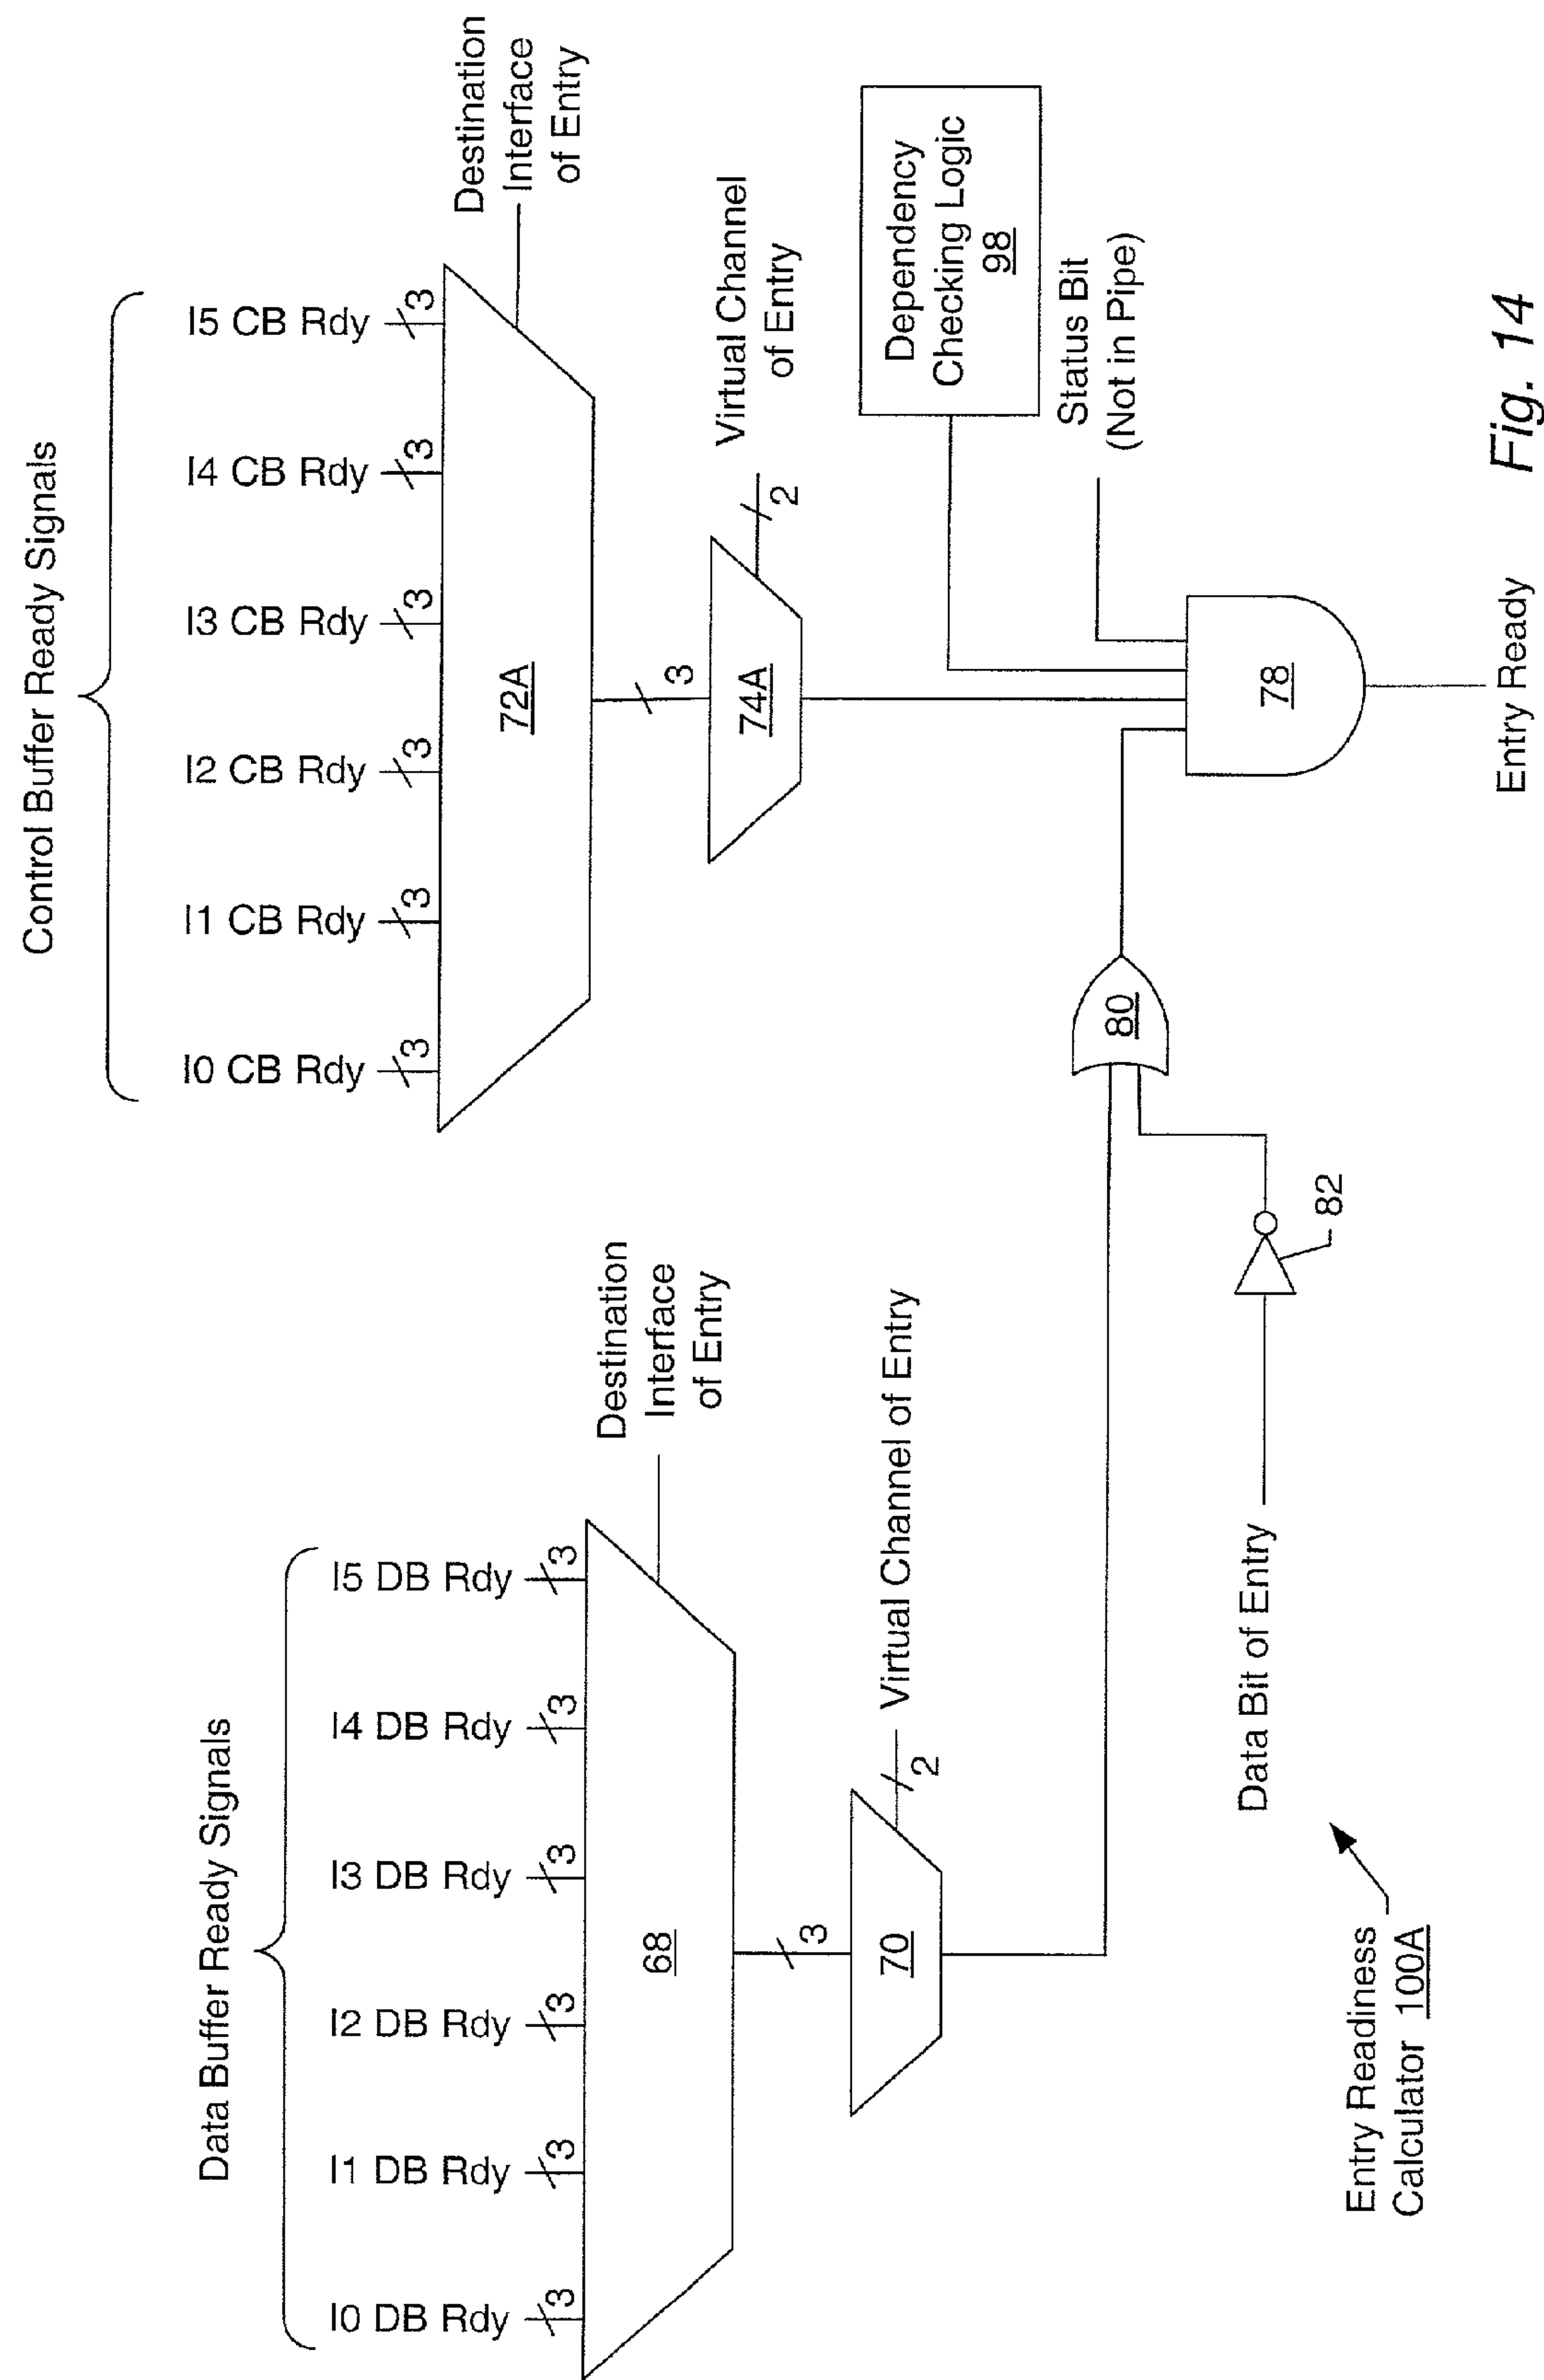 Control Buffer Ready Signals
I0 CB Rdy
I1 CB Rdy
I2 CB Rdy
I3 CB Rdy
I4 CB Rdy
I5 CB Rdy
3
3
3
3
3
3
Destination
Interface
of Entry
72A
3
Virtual Channel
of Entry
2
74A
Dependency
Checking Logic
98
Status Bit
(Not in Pipe)
78
Entry Ready
Data Buffer Ready Signals
I0 DB Rdy
I1 DB Rdy
I2 DB Rdy
I3 DB Rdy
I4 DB Rdy
I5 DB Rdy
3
3
3
3
3
3
Destination
Interface
of Entry
68
3
Virtual Channel of Entry
2
70
80
82
Data Bit of Entry
Entry Readiness
Calculator 100A
Fig. 14